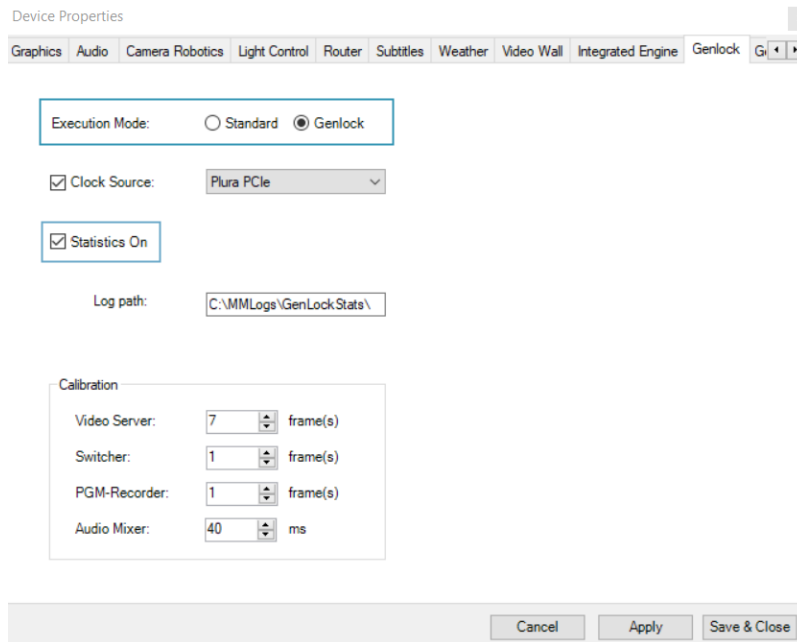 Device Properties
Graphics Audio Camera Robotics Light Control Router Subtitles Weather Video Wall Integrated Engine Genlock
Execution Mode: Standard Genlock
Clock Source: Plura PCIe
Statistics On
Log path: C:\MMLogs\GenLockStats\
Calibration
Video Server: 7 frame(s)
Switcher: 1 frame(s)
PGM-Recorder: 1 frame(s)
Audio Mixer: 40 ms
Cancel Apply Save & Close